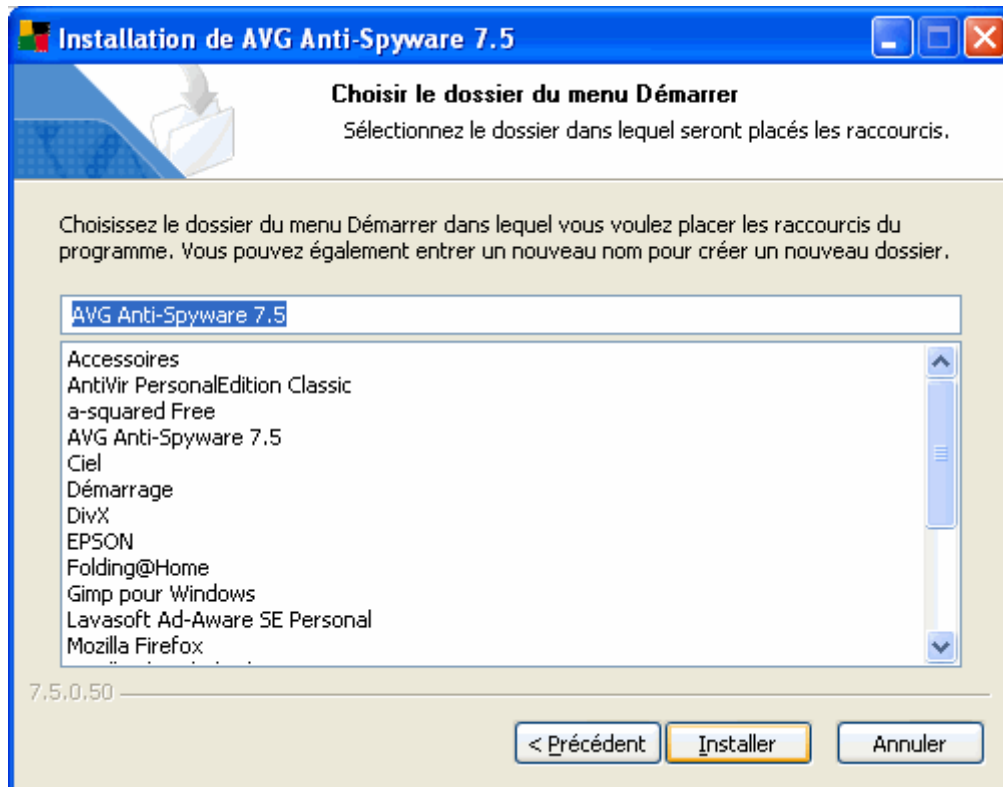 Installation de AVG Anti-Spyware 7.5
Choisir le dossier du menu Démarrer
Sélectionnez le dossier dans lequel seront placés les raccourcis.
Choisissez le dossier du menu Démarrer dans lequel vous voulez placer les raccourcis du
programme. Vous pouvez également entrer un nouveau nom pour créer un nouveau dossier.
AVG Anti-Spyware 7.5
Accessoires
AntiVir PersonalEdition Classic
a-squared Free
AVG Anti-Spyware 7.5
Ciel
Démarrage
DivX
EPSON
Folding@Home
Gimp pour Windows
Lavasoft Ad-Aware SE Personal
Mozilla Firefox
7.5.0.50
< Précédent
Installer
Annuler